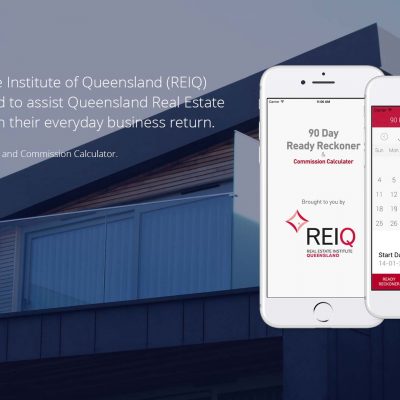 e Institute of Queensland (REIQ)
d to assist Queensland Real Estate
n their everyday business return.
and Commission Calculator.
9:06 AM
90 Day
Ready Reckoner
&
Commission Calculator
Brought to you by
REIQ
REAL ESTATE INSTITUTE
QUEENSLAND
90
Sun Mon
4 5
11 12
18 19
25 26
Start Da
14-01-
READY
RECKONER